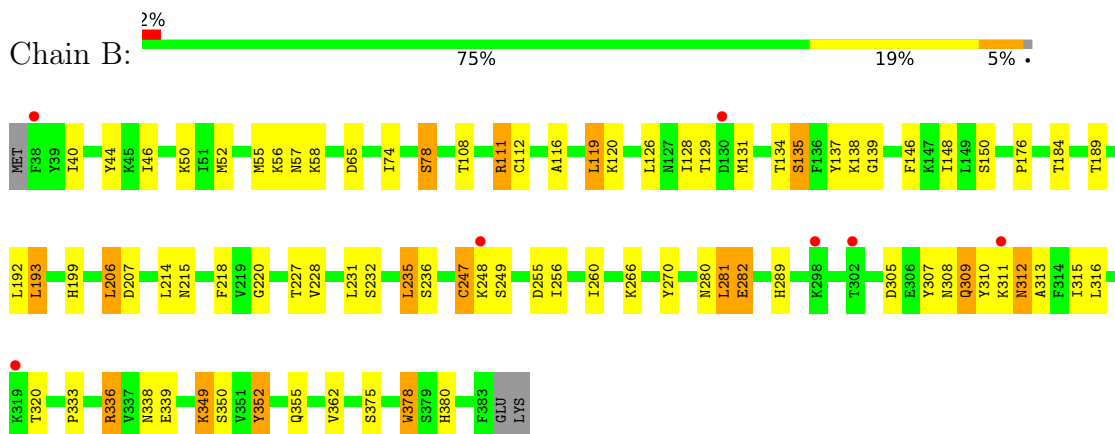 2%
Chain B:
75% 19% 5% •
MET F38 Y39 I40 Y44 K45 I46 K50 I51 M52 M55 K56 N57 K58 D65 I74 S78 T108 R111 C112 A116 L119 K120 L126 N127 I128 T129 D130 M131 T134 S135 F136 Y137 K138 G139 F146 K147 I148 L149 S150 P176 T184 T189
L192 L193 H199 L206 D207 L214 N215 F218 V219 G220 T227 V228 L231 S232 L235 S236 C247 K248 S249 D255 I256 I260 K266 Y270 N280 L281 E282 H289 K298 T302 D305 E306 Y307 N308 Q309 Y310 K311 N312 A313 F314 I315 L316
K319 T320 P333 R336 V337 N338 E339 K349 S350 V351 Y352 Q355 V362 S375 W378 S379 H380 F383 GLU LYS